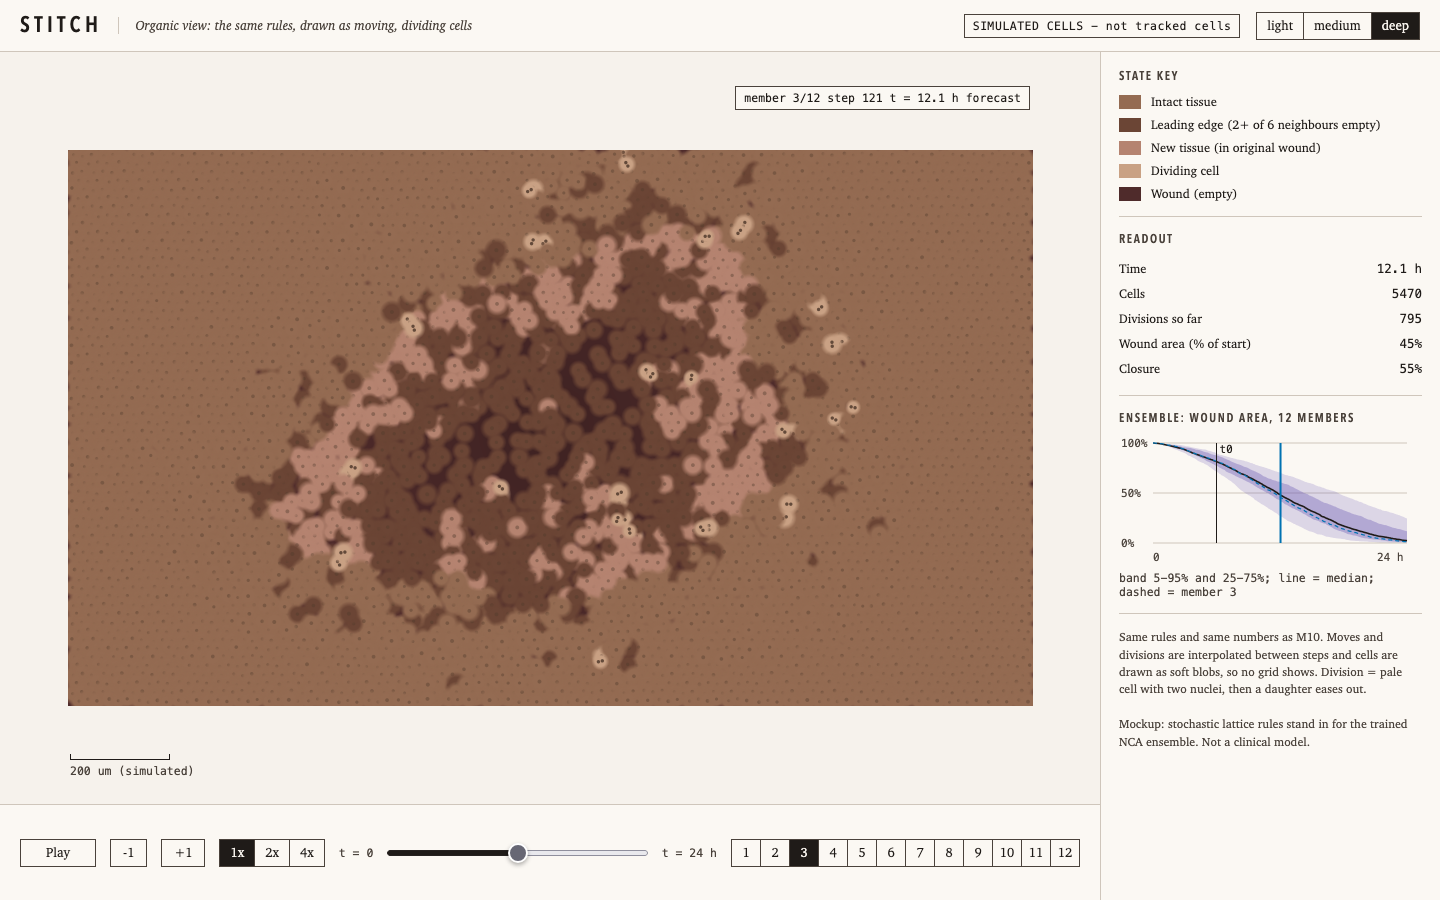 STITCH
Organic view: the same rules, drawn as moving, dividing cells
SIMULATED CELLS – not tracked cells
light medium deep
member 3/12 step 121 t = 12.1 h forecast
200 um (simulated)
Play -1 +1 1x 2x 4x t = 0 t = 24 h 1 2 3 4 5 6 7 8 9 10 11 12
STATE KEY
Intact tissue
Leading edge (2+ of 6 neighbours empty)
New tissue (in original wound)
Dividing cell
Wound (empty)
READOUT
Time 12.1 h
Cells 5470
Divisions so far 795
Wound area (% of start) 45%
Closure 55%
ENSEMBLE: WOUND AREA, 12 MEMBERS
100%
t0
50%
0%
0 24 h
band 5–95% and 25–75%; line = median;
dashed = member 3
Same rules and same numbers as M10. Moves and
divisions are interpolated between steps and cells are
drawn as soft blobs, so no grid shows. Division = pale
cell with two nuclei, then a daughter eases out.
Mockup: stochastic lattice rules stand in for the trained
NCA ensemble. Not a clinical model.